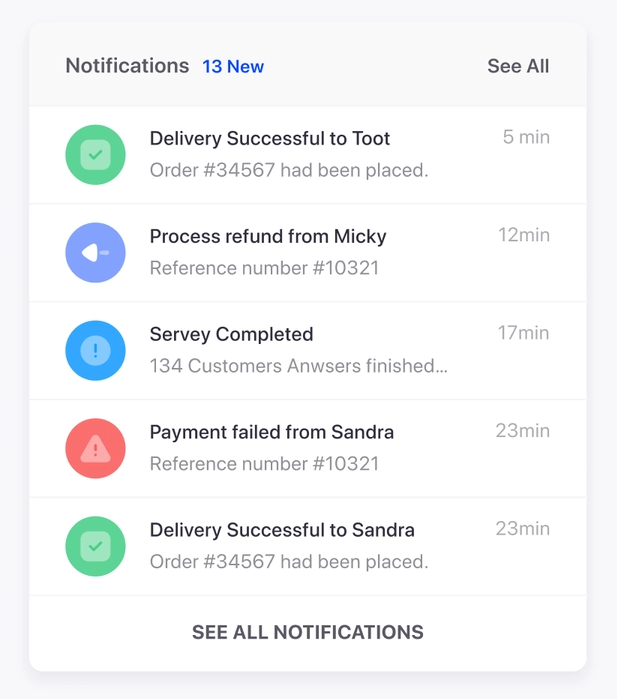 Notifications 13 New See All
Delivery Successful to Toot 5 min
Order #34567 had been placed.
Process refund from Micky 12min
Reference number #10321
Servey Completed 17min
134 Customers Anwsers finished...
Payment failed from Sandra 23min
Reference number #10321
Delivery Successful to Sandra 23min
Order #34567 had been placed.
SEE ALL NOTIFICATIONS